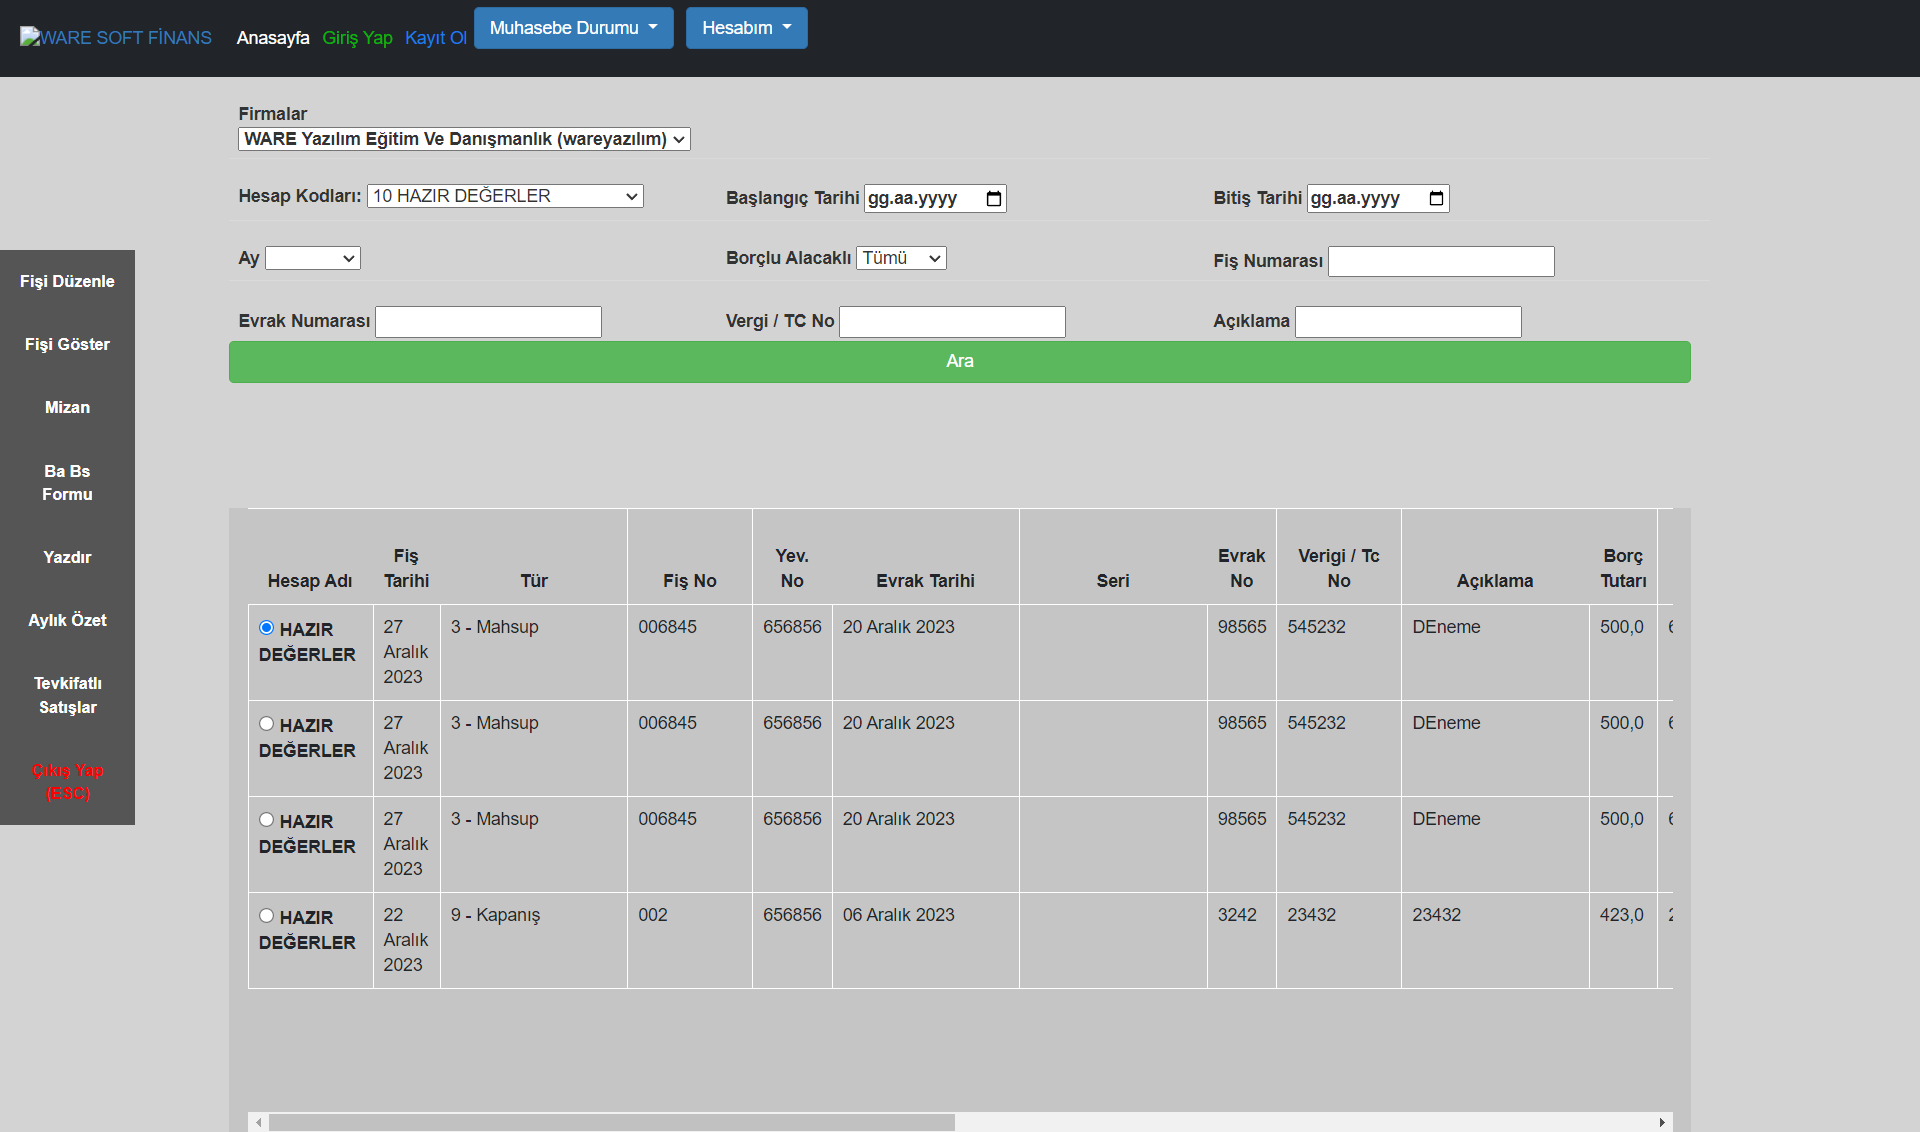 WARE SOFT FİNANS Anasayfa Giriş Yap Kayıt Ol Muhasebe Durumu Hesabım
Firmalar
WARE Yazılım Eğitim Ve Danışmanlık (wareyazılım)
Hesap Kodları: 10 HAZIR DEĞERLER Başlangıç Tarihi gg.aa.yyyy Bitiş Tarihi gg.aa.yyyy
Ay Borçlu Alacaklı Tümü Fiş Numarası
Evrak Numarası Vergi / TC No Açıklama
Ara
Fişi Düzenle
Fişi Göster
Mizan
Ba Bs
Formu
Yazdır
Aylık Özet
Tevkifatlı
Satışlar
Çıkış Yap
(ESC)
Fiş Yev. Evrak Verigi / Tc Borç
Hesap Adı Tarihi Tür Fiş No No Evrak Tarihi Seri No No Açıklama Tutarı
HAZIR 27 3 - Mahsup 006845 656856 20 Aralık 2023 98565 545232 DEneme 500,0
DEĞERLER Aralık
2023
HAZIR 27 3 - Mahsup 006845 656856 20 Aralık 2023 98565 545232 DEneme 500,0
DEĞERLER Aralık
2023
HAZIR 27 3 - Mahsup 006845 656856 20 Aralık 2023 98565 545232 DEneme 500,0
DEĞERLER Aralık
2023
HAZIR 22 9 - Kapanış 002 656856 06 Aralık 2023 3242 23432 23432 423,0
DEĞERLER Aralık
2023